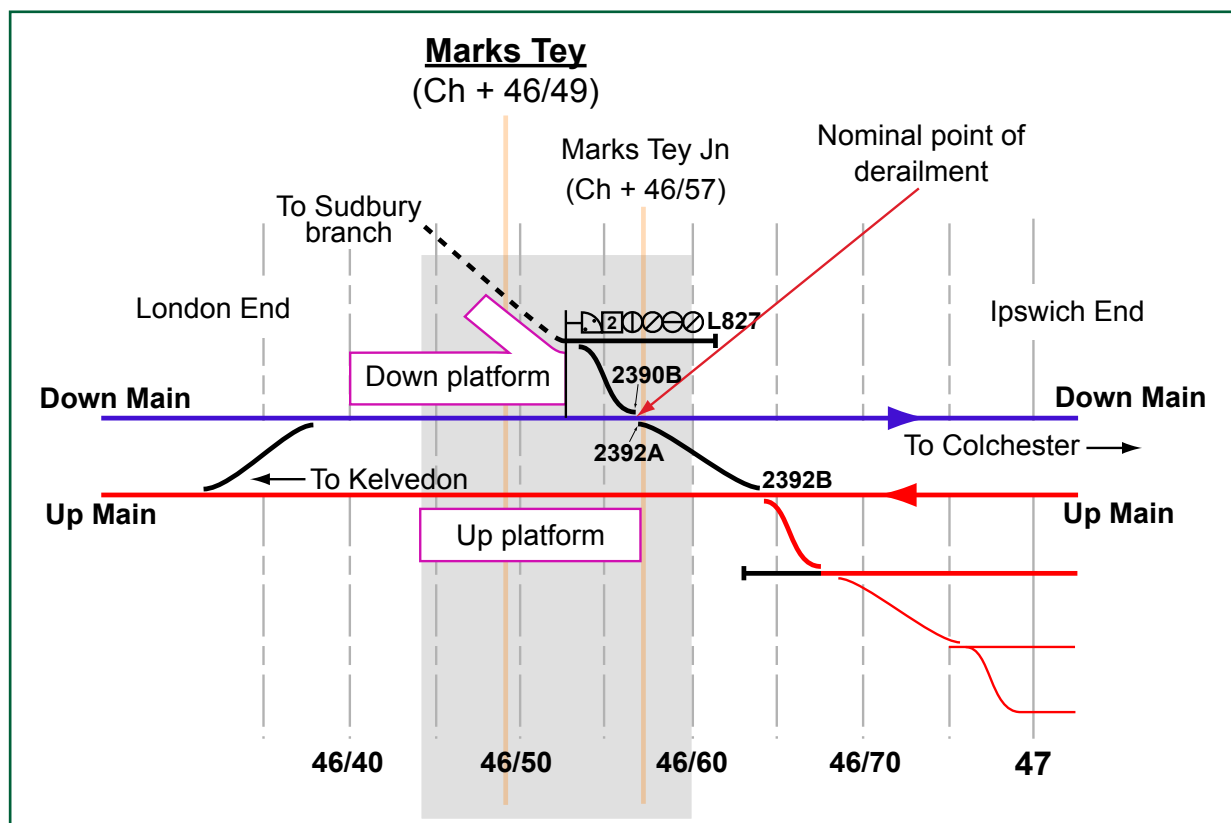 Marks Tey
(Ch + 46/49)
Nominal point of
derailment
Marks Tey Jn
(Ch + 46/57)
To Sudbury
branch
London End
Ipswich End
2
L827
Down platform
2390B
Down Main
Down Main
2392A
To Colchester
To Kelvedon
2392B
Up Main
Up Main
Up platform
46/40
46/50
46/60
46/70
47